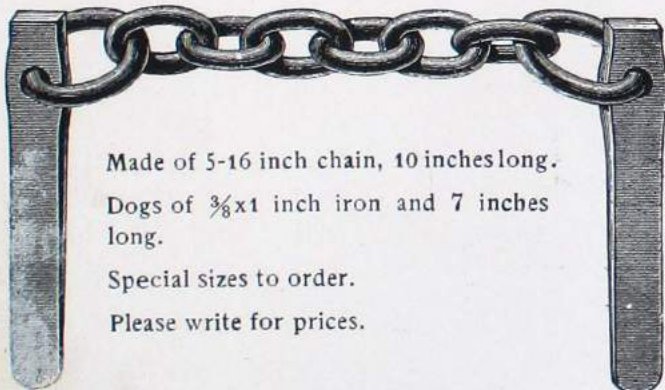 Made of 5-16 inch chain, 10 inches long.
Dogs of ⅜x1 inch iron and 7 inches
long.
Special sizes to order.
Please write for prices.